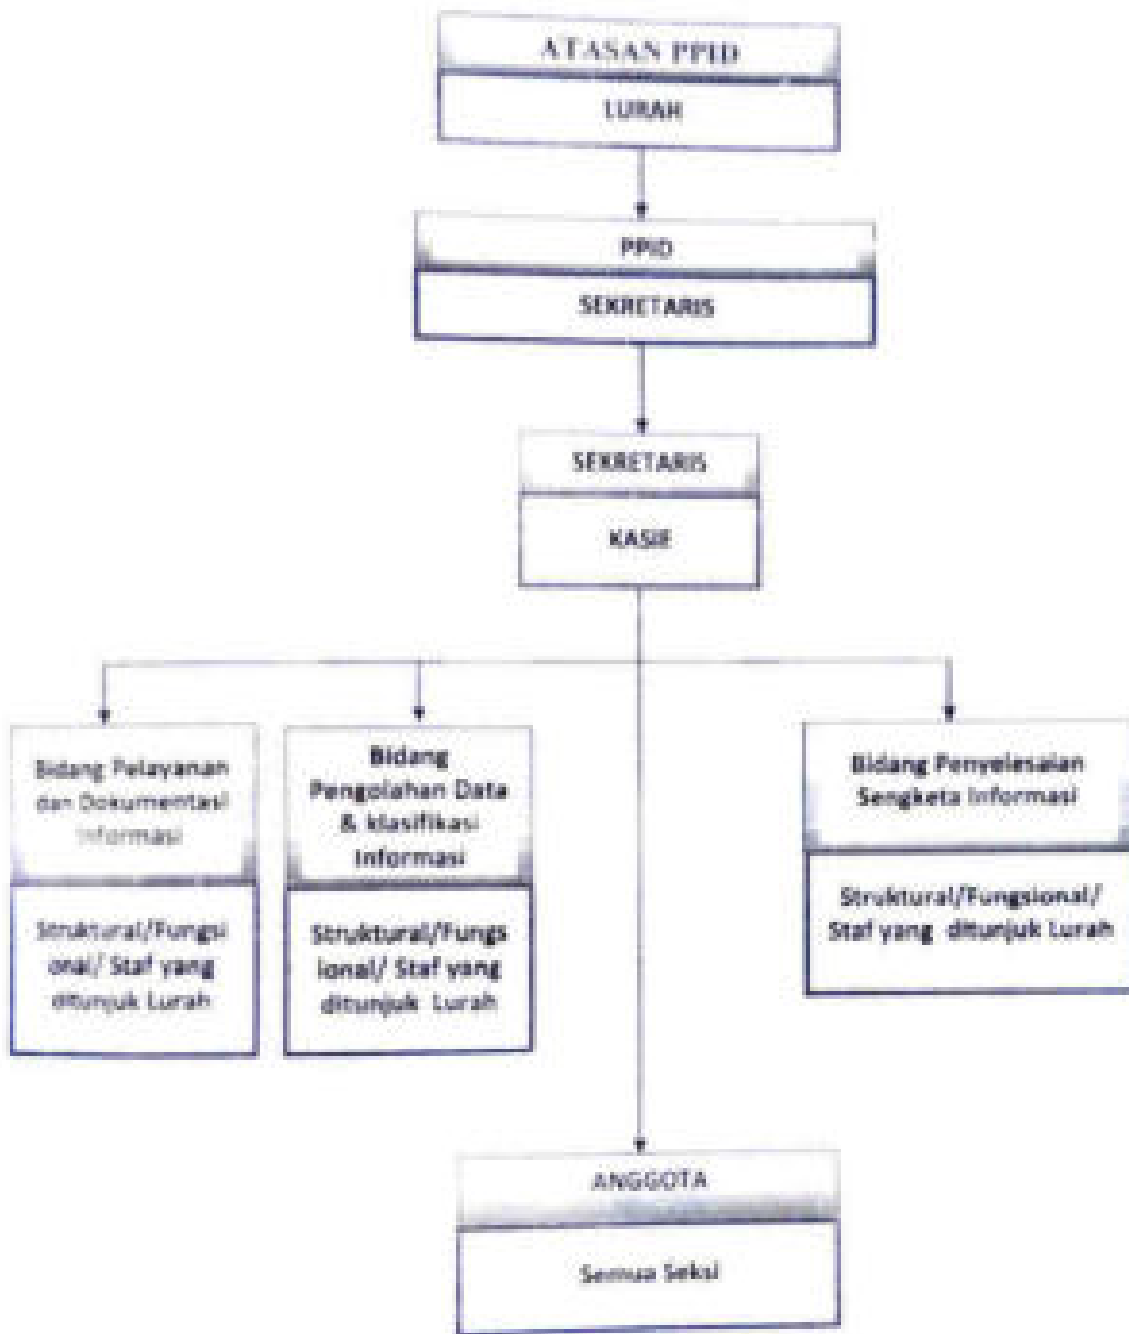 ATASAN PPID
LURAH
PPID
SEKRETARIS
SEKRETARIS
KASIE
Bidang Pelayanan
dan Dokumentasi
Informasi
Struktural/Fungsi
onal/ Staf yang
ditunjuk Lurah
Bidang
Pengolahan Data
& klasifikasi
Informasi
Struktural/Fungs
ional/ Staf yang
ditunjuk Lurah
Bidang Penyelesaian
Sengketa Informasi
Struktural/Fungsional/
Staf yang ditunjuk Lurah
ANGGOTA
Semua Seksi